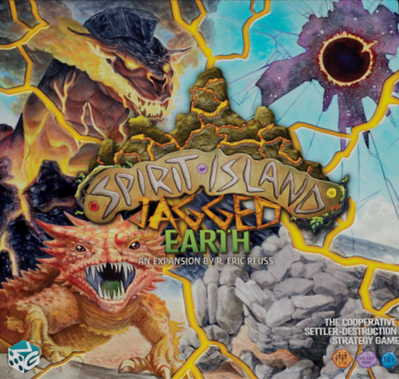 SPIRIT ISLAND
JAGGED
EARTH
AN EXPANSION BY R. ERIC REUSS
THE COOPERATIVE
SETTLER-DESTRUCTION
STRATEGY GAME